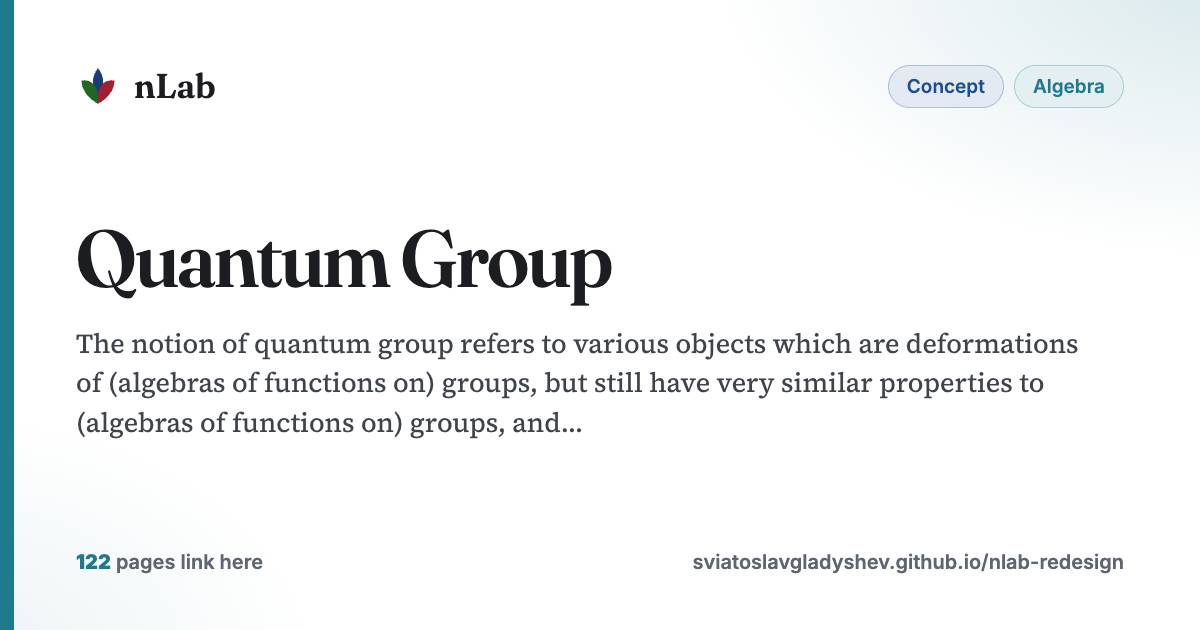 nLab
Concept
Algebra
Quantum Group
The notion of quantum group refers to various objects which are deformations
of (algebras of functions on) groups, but still have very similar properties to
(algebras of functions on) groups, and...
122 pages link here
sviatoslavgladyshev.github.io/nlab-redesign